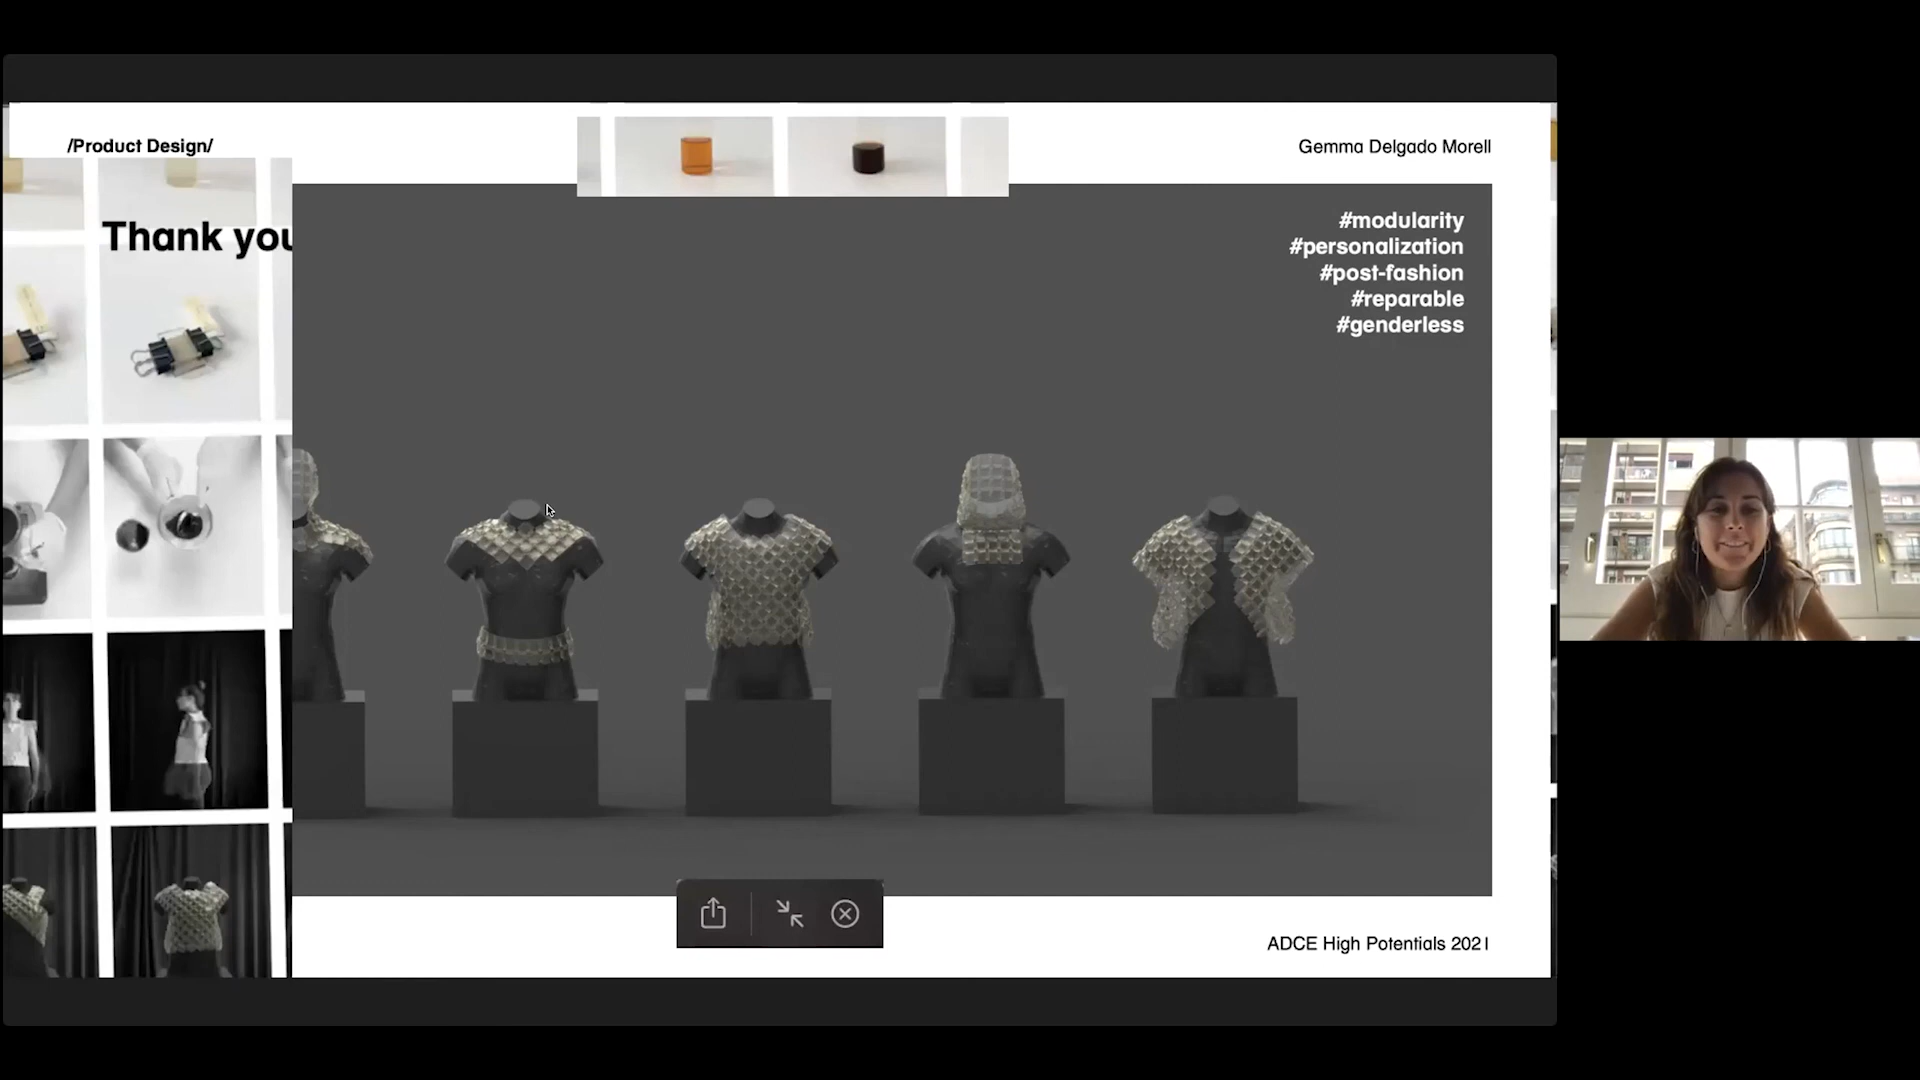 /Product Design/
Gemma Delgado Morell
Thank you
#modularity
#personalization
#post-fashion
#reparable
#genderless
ADCE High Potentials 2021